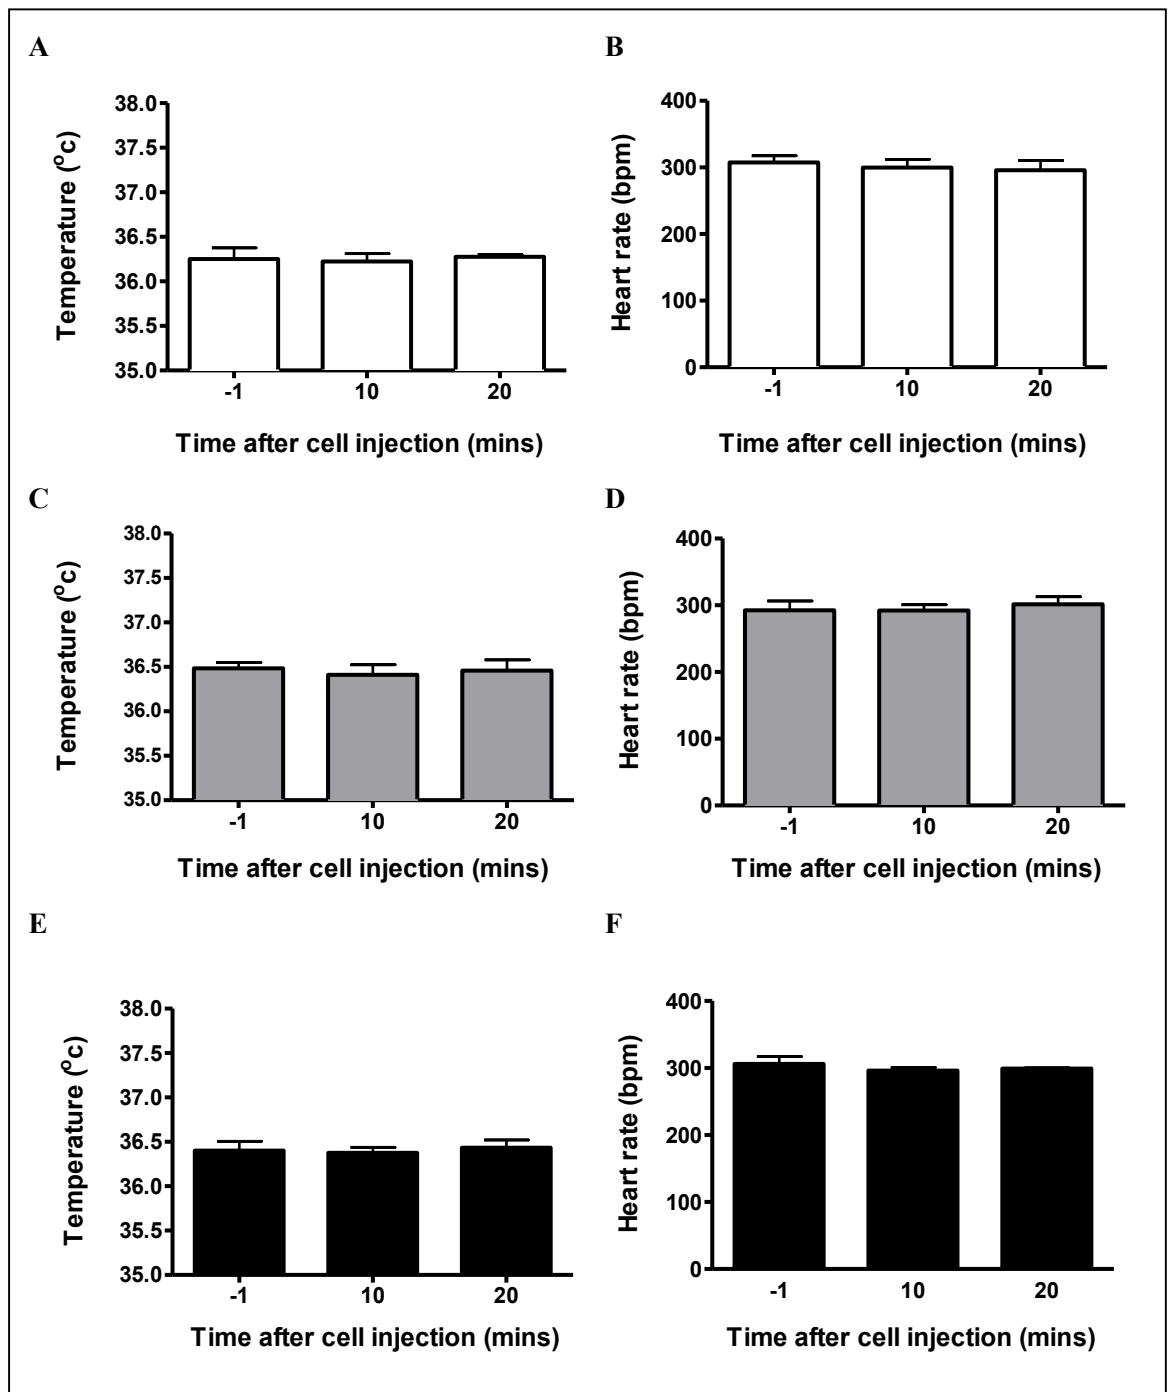 A
B
38.0
37.5
37.0
36.5
36.0
35.5
35.0
Temperature (ºc)
-1 10 20
Time after cell injection (mins)
400
300
200
100
0
Heart rate (bpm)
-1 10 20
Time after cell injection (mins)
C
D
38.0
37.5
37.0
36.5
36.0
35.5
35.0
Temperature (ºc)
-1 10 20
Time after cell injection (mins)
400
300
200
100
0
Heart rate (bpm)
-1 10 20
Time after cell injection (mins)
E
F
38.0
37.5
37.0
36.5
36.0
35.5
35.0
Temperature (ºc)
-1 10 20
Time after cell injection (mins)
400
300
200
100
0
Heart rate (bpm)
-1 10 20
Time after cell injection (mins)